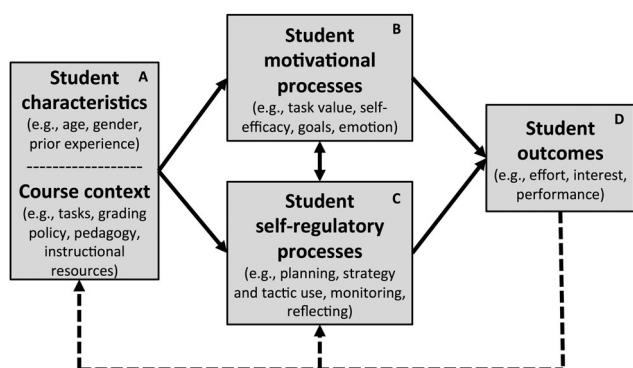 A
Student
characteristics
(e.g., age, gender,
prior experience)
Course context
(e.g., tasks, grading
policy, pedagogy,
instructional
resources)
B
Student
motivational
processes
(e.g., task value, self-
efficacy, goals, emotion)
C
Student
self-regulatory
processes
(e.g., planning, strategy
and tactic use, monitoring,
reflecting)
D
Student
outcomes
(e.g., effort, interest,
performance)